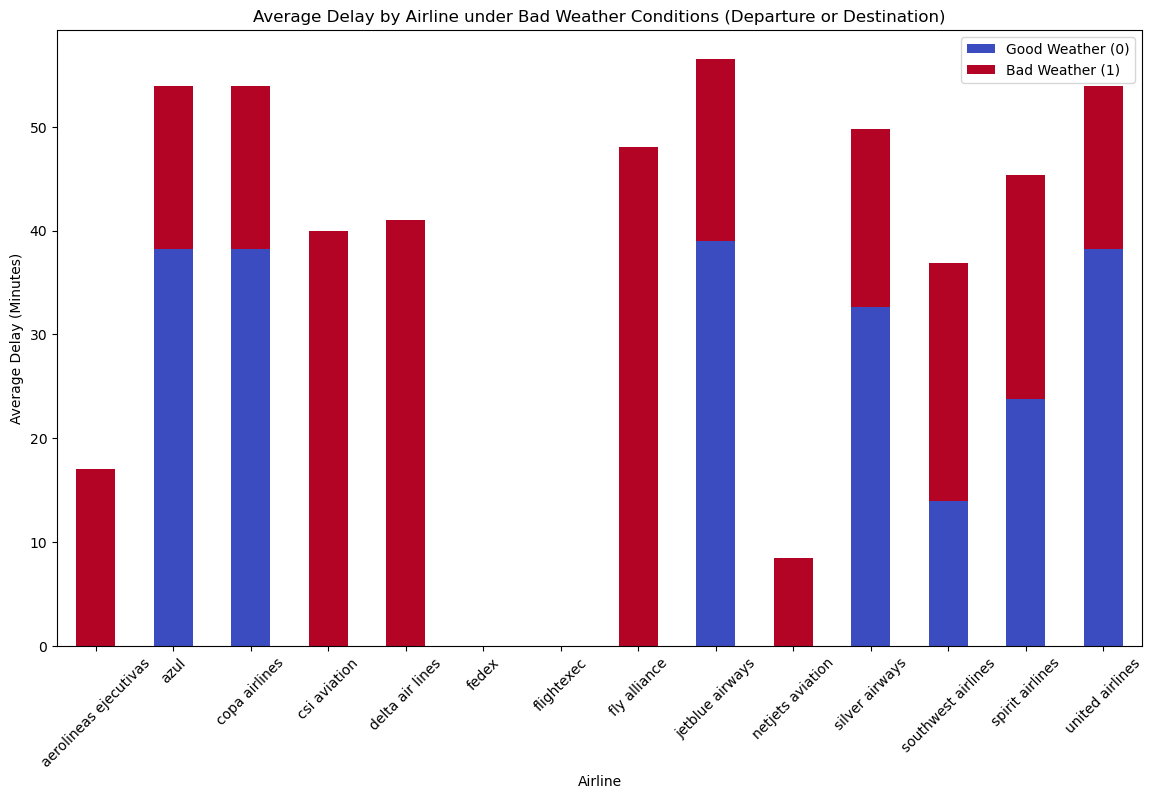 Average Delay by Airline under Bad Weather Conditions (Departure or Destination)
Good Weather (0)
Bad Weather (1)
Average Delay (Minutes)
50
40
30
20
10
0
aerolineas ejecutivas
azul
copa airlines
csi aviation
delta air lines
fedex
flightexec
fly alliance
jetblue airways
netjets aviation
silver airways
southwest airlines
spirit airlines
united airlines
Airline